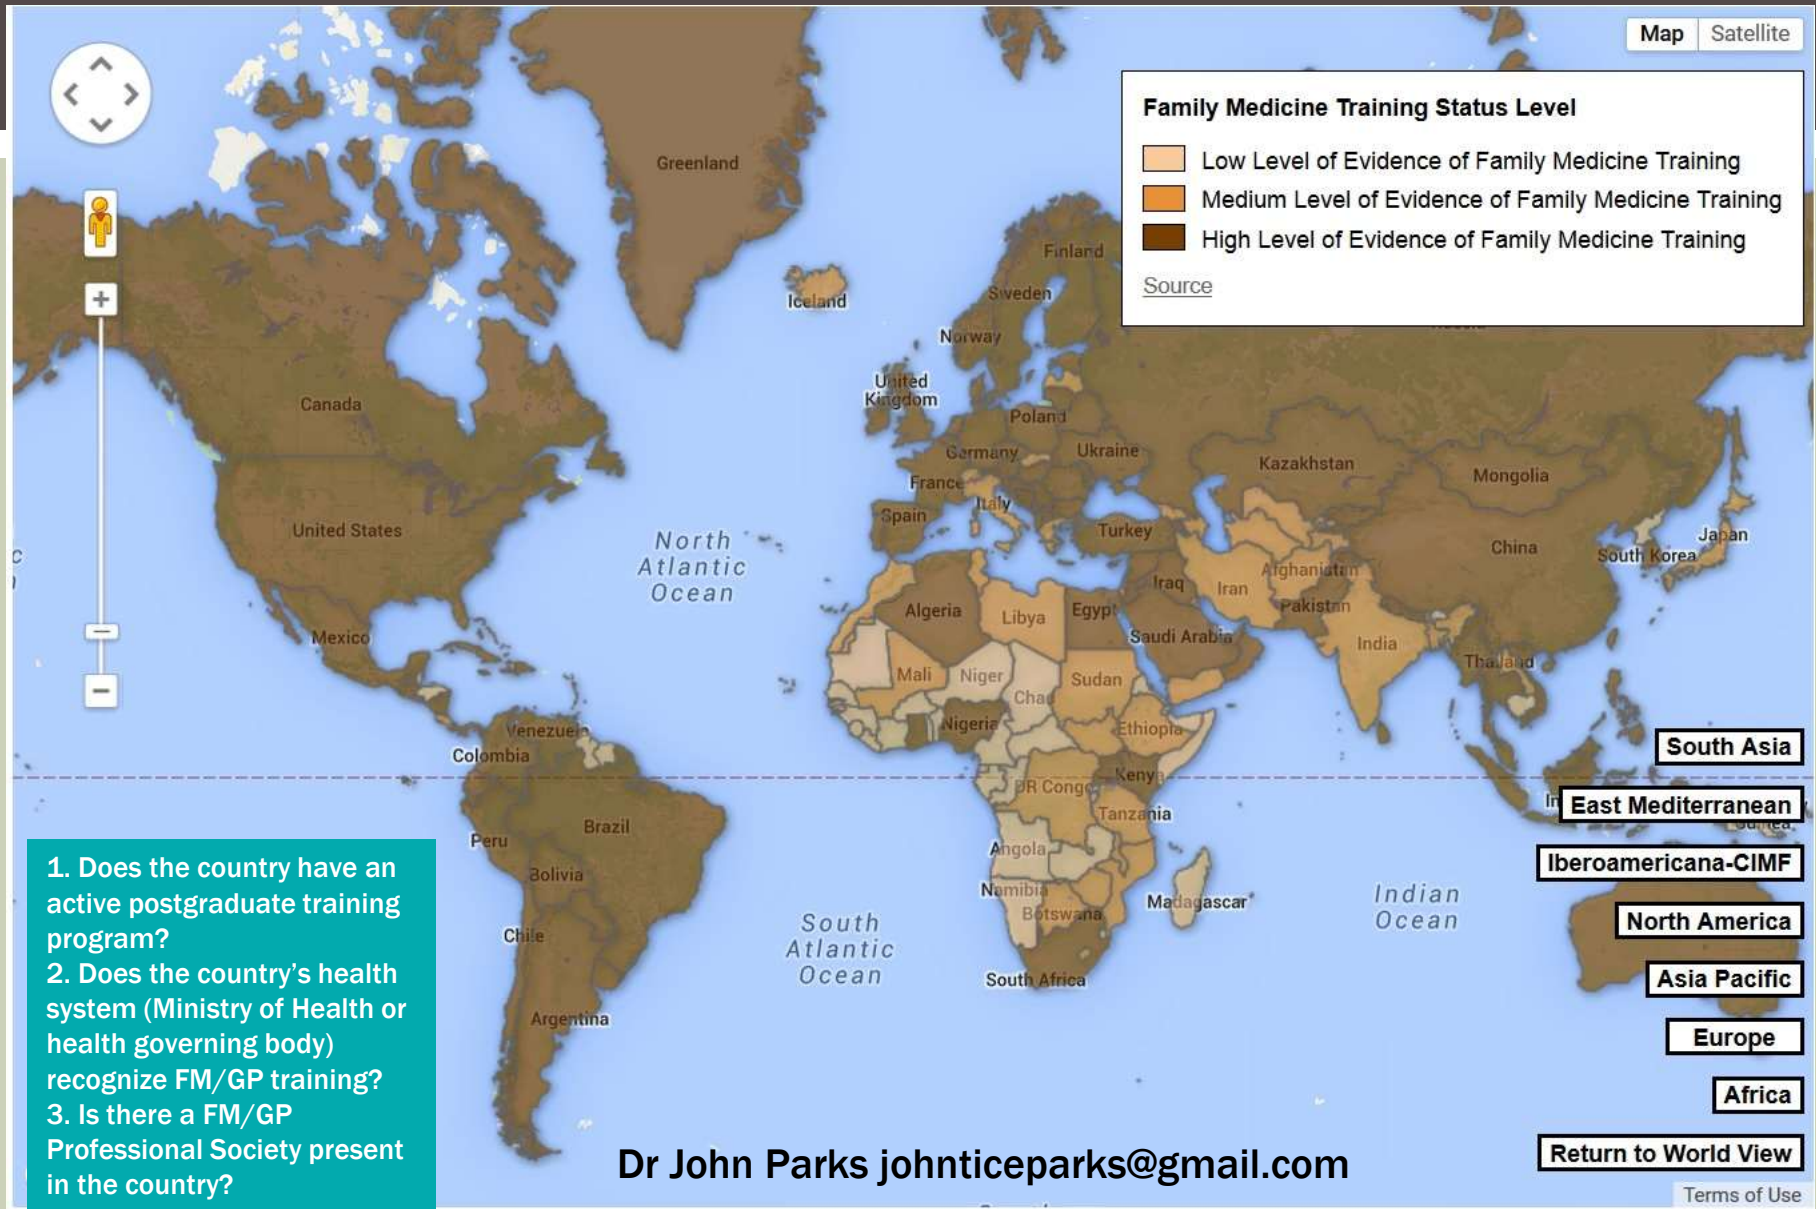 Map Satellite
Family Medicine Training Status Level
Low Level of Evidence of Family Medicine Training
Medium Level of Evidence of Family Medicine Training
High Level of Evidence of Family Medicine Training
Source
Greenland
Finland
Iceland
Sweden
Norway
United
Kingdom
Canada
Poland
Germany
Ukraine
Kazakhstan
Mongolia
France
Italy
Spain
United States
Turkey
Japan
China
South Korea
North
Atlantic
Ocean
Afghanistan
Iraq
Iran
Algeria
Libya
Egypt
Pakistan
Mexico
Saudi Arabia
India
Thailand
Mali
Niger
Chad
Sudan
Nigeria
Ethiopia
Venezuela
Colombia
South Asia
Kenya
DR Congo
East Mediterranean
Tanzania
Brazil
Peru
Angola
Iberoamericana-CIMF
Bolivia
Namibia
Botswana
Madagascar
Indian
Ocean
North America
Chile
South
Atlantic
Ocean
South Africa
Asia Pacific
Argentina
Europe
Africa
Return to World View
Terms of Use
1. Does the country have an
active postgraduate training
program?
2. Does the country’s health
system (Ministry of Health or
health governing body)
recognize FM/GP training?
3. Is there a FM/GP
Professional Society present
in the country?
Dr John Parks johnticeparks@gmail.com